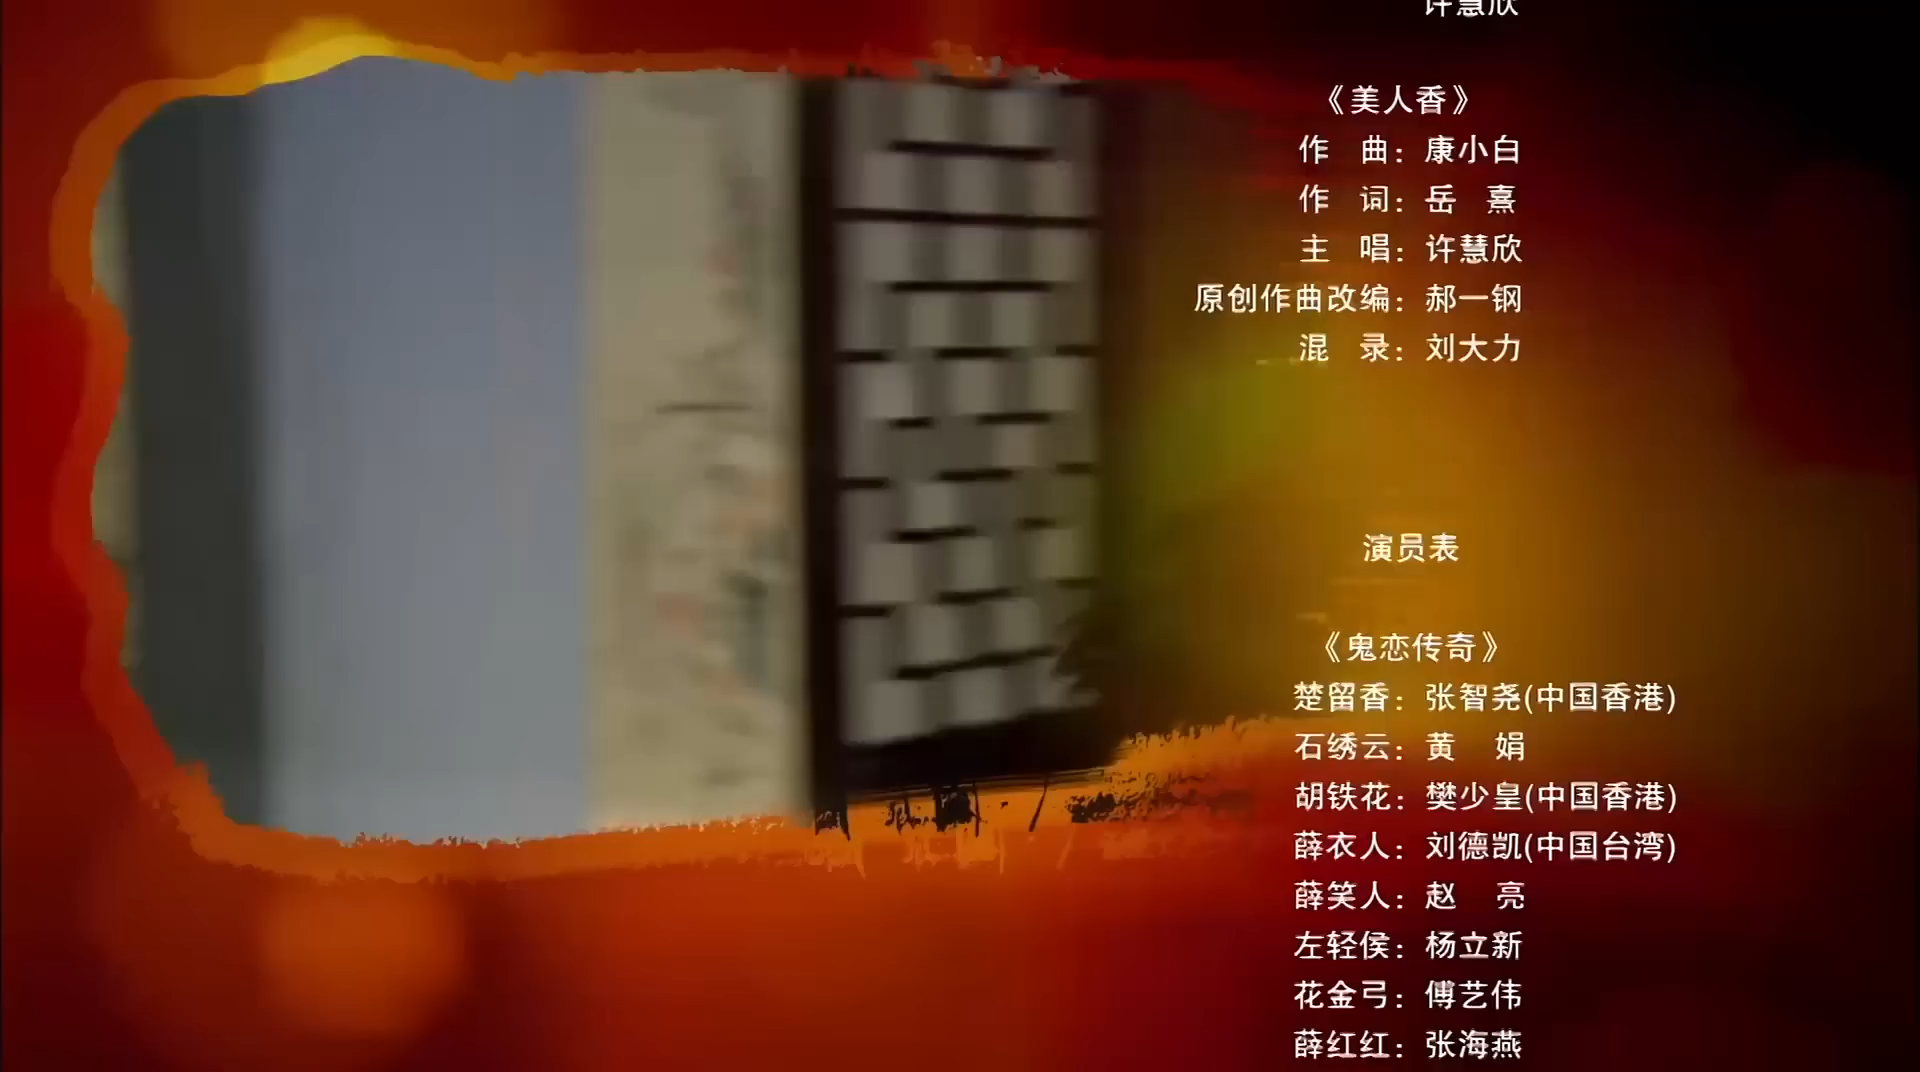 许慧欣
《美人香》
作 曲：康小白
作 词：岳 熹
主 唱：许慧欣
原创作曲改编：郝一钢
混 录：刘大力
演员表
《鬼恋传奇》
楚留香：张智尧(中国香港)
石绣云：黄 娟
胡铁花：樊少皇(中国香港)
薛衣人：刘德凯(中国台湾)
薛笑人：赵 亮
左轻侯：杨立新
花金弓：傅艺伟
薛红红：张海燕